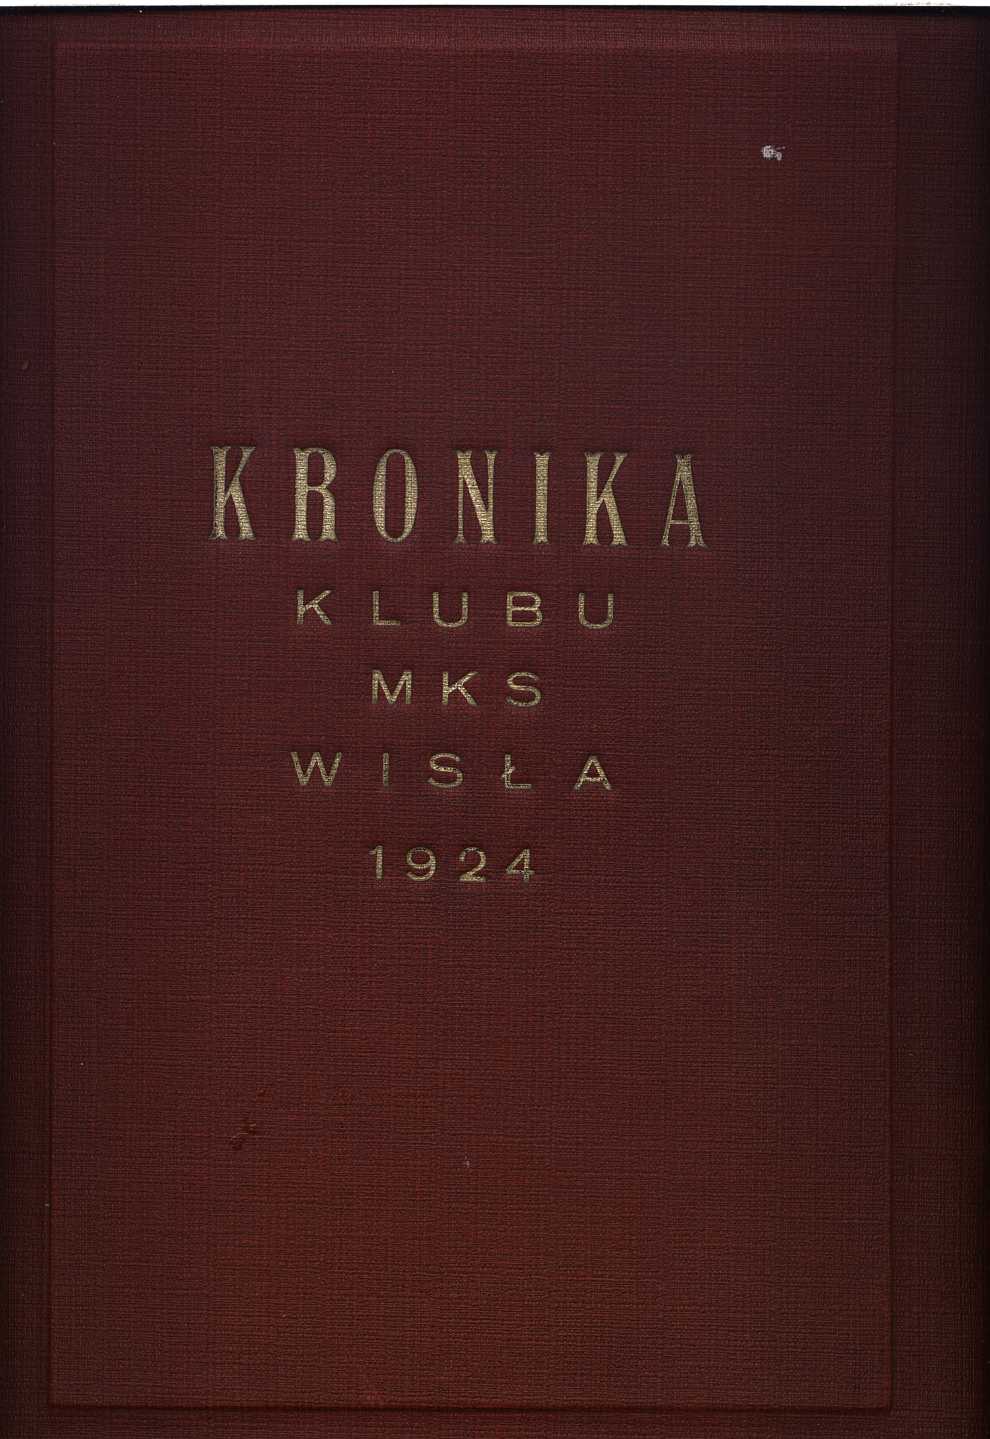 KRONIKA
KLUBU
MKS
WISŁA
1924